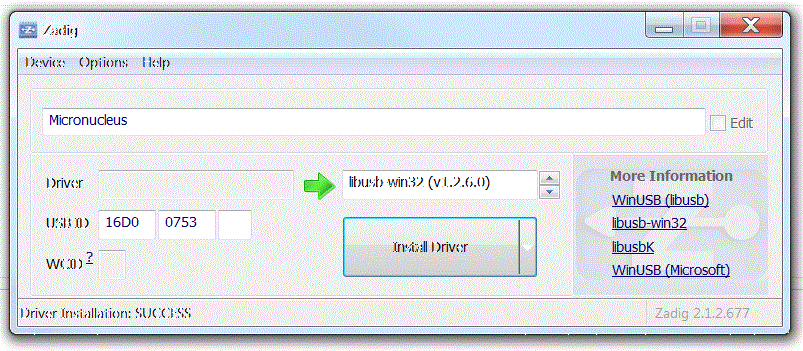 Zadig
Device Options Help
Micronucleus
Edit
Driver
libusb-win32 (v1.2.6.0)
USB ID 16D0 0753
WCID ?
Install Driver
More Information
WinUSB (libusb)
libusb-win32
libusbK
WinUSB (Microsoft)
Driver Installation: SUCCESS
Zadig 2.1.2.677